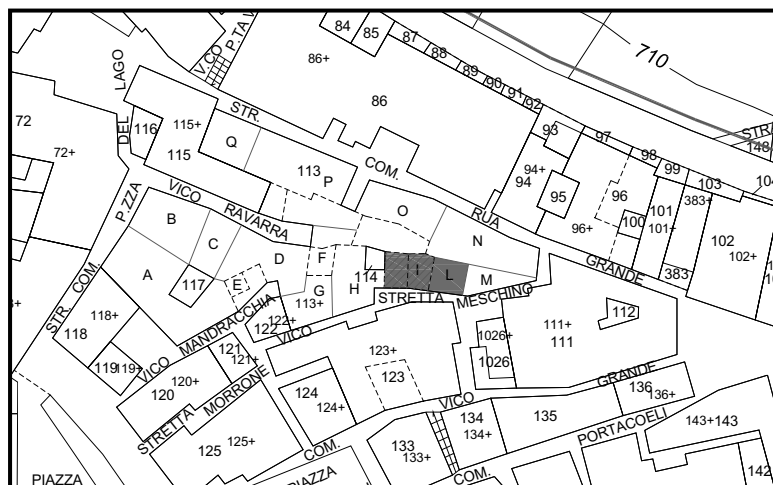 84
85
87
88
89
90
91
92
710
86+
86
V.CO P.TA V
STR. COM. RUA GRANDE
72
72+
DEL LAGO
P.ZZA
116
115+
115
Q
113
P
93
94+
94
95
97
96
96+
98
99
100
101
101+
103
383+
383
102
102+
STRA
148
104
B
C
A
D
E
F
G
H
I
L
M
N
O
VICO RAVARRA
117
114
113+
STRETTA MESCHINO
STR. COM.
118+
118
119
119+
VICO MANDRACCHIA
122
122+
VICO
121
121+
120+
120
STRETTA MORRONE
123+
123
124
124+
125
125+
1026+
1026
111+
111
112
VICO GRANDE
136
136+
134
134+
135
133
133+
COM.
COM. PORTACOELI
143+
143
142
PIAZZA
PIAZZA